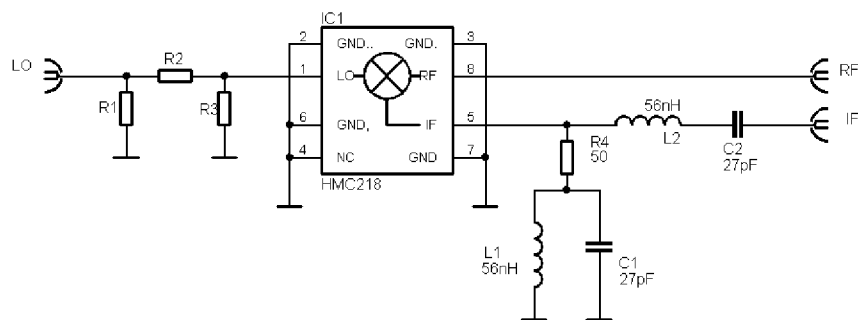 IC1
2 GND.. GND. 3
LO R2 1 LO RF 8 RF
R1 R3 56nH IF
6 GND, IF 5 L2
R4
50
C2
27pF
4 NC GND 7
HMC218
L1
56nH
C1
27pF